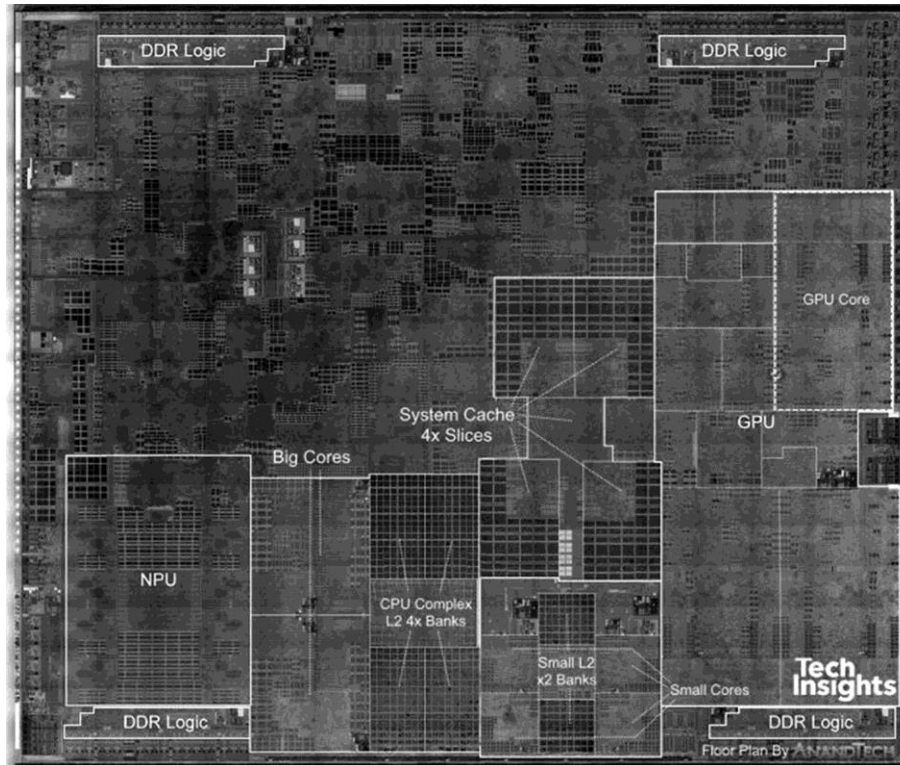 DDR Logic
DDR Logic
GPU Core
System Cache
4x Slices
GPU
Big Cores
NPU
CPU Complex
L2 4x Banks
Small L2
x2 Banks
Small Cores
Tech
Insights
DDR Logic
DDR Logic
Floor Plan By ANANDTECH